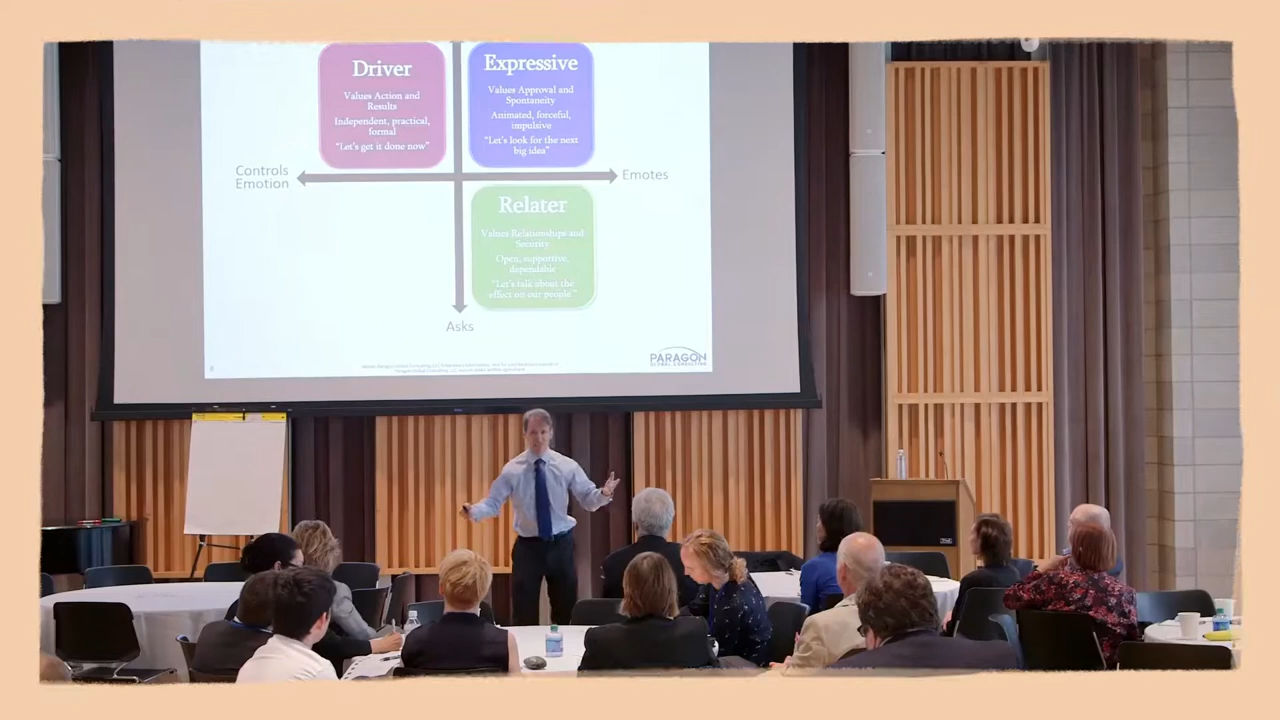 Driver
Values Action and
Results
Independent, practical,
formal
"Let's get it done now"
Expressive
Values Approval and
Spontaneity
Animated, forceful,
impulsive
"Let's look for the next
big idea"
Controls
Emotion
Emotes
Relater
Values Relationships and
Security
Open, supportive,
dependable
"Let's talk about the
effect on our people"
Asks
PARAGON
GLOBAL CONSULTING